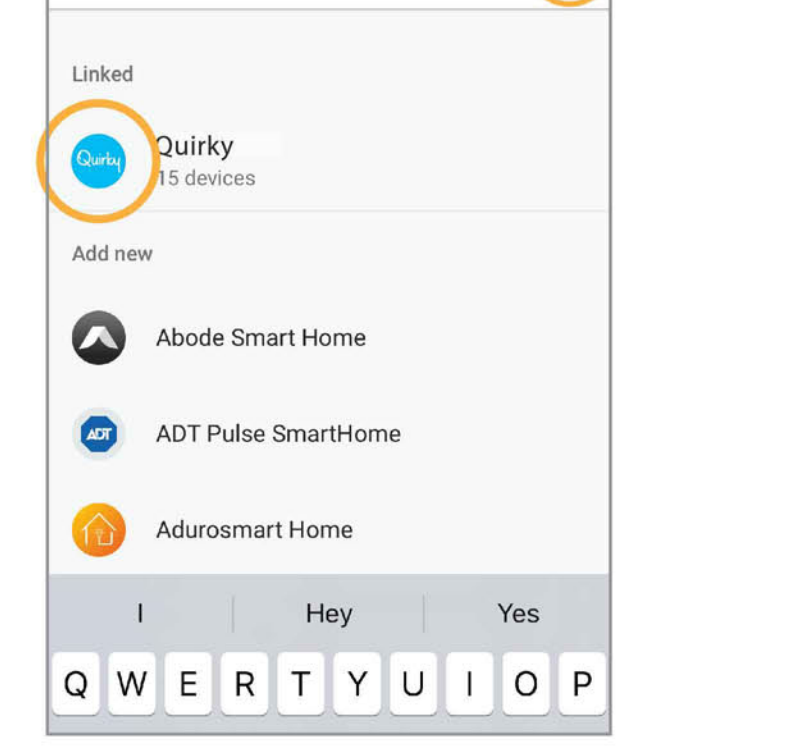 Linked
Quirky
Quirky
15 devices
Add new
Abode Smart Home
ADT
ADT Pulse SmartHome
Adurosmart Home
I Hey Yes
Q W E R T Y U I O P